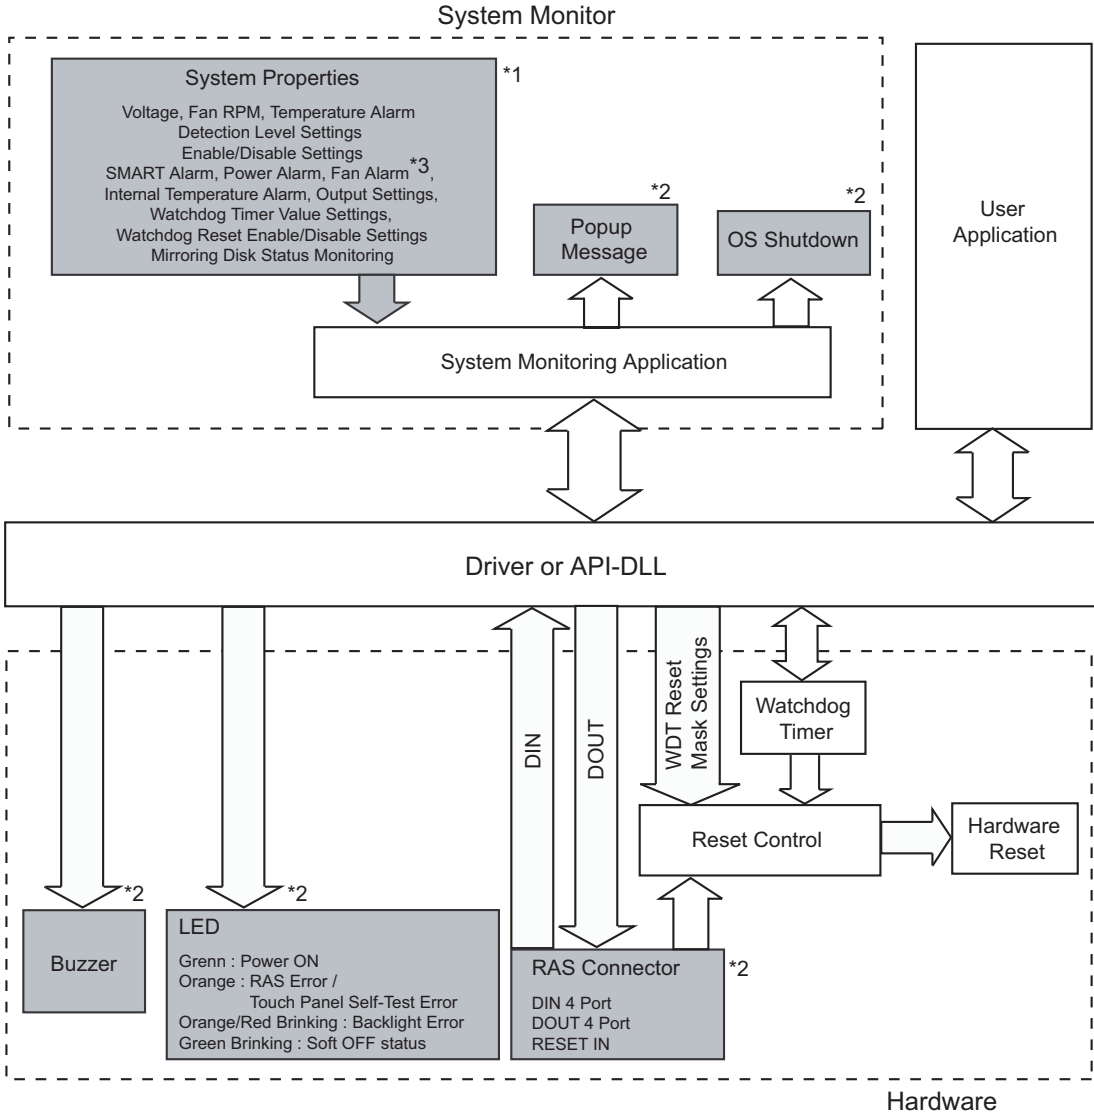 System Monitor
System Properties
*1
Voltage, Fan RPM, Temperature Alarm
Detection Level Settings
Enable/Disable Settings
SMART Alarm, Power Alarm, Fan Alarm*3,
Internal Temperature Alarm, Output Settings,
Watchdog Timer Value Settings,
Watchdog Reset Enable/Disable Settings
Mirroring Disk Status Monitoring
*2
Popup
Message
*2
OS Shutdown
User
Application
System Monitoring Application
Driver or API-DLL
DIN
DOUT
WDT Reset
Mask Settings
Watchdog
Timer
Reset Control
Hardware
Reset
*2
Buzzer
*2
LED
Grenn : Power ON
Orange : RAS Error /
Touch Panel Self-Test Error
Orange/Red Brinking : Backlight Error
Green Brinking : Soft OFF status
RAS Connector
*2
DIN 4 Port
DOUT 4 Port
RESET IN
Hardware